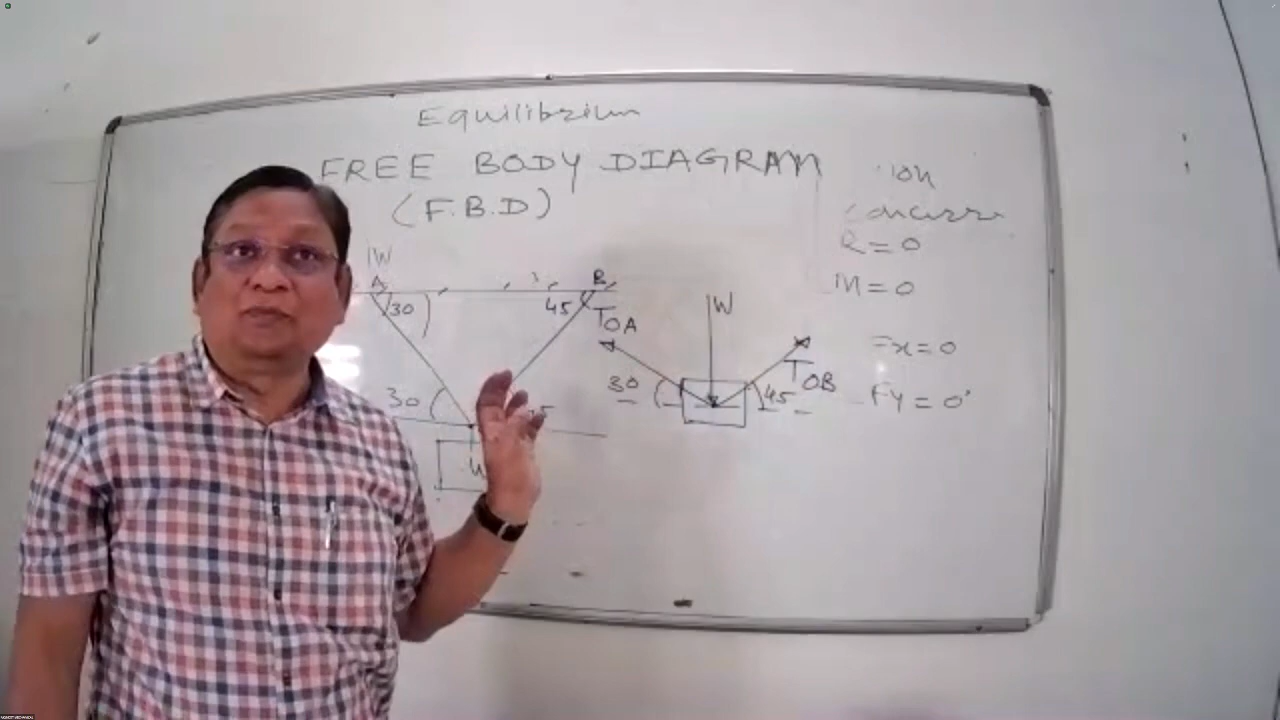 Equilibrium
FREE BODY DIAGRAM
(F.B.D)
W
A
B
30
45
30
W
TOA
TOB
30
45
R = 0
M = 0
Fx = 0
Fy = 0